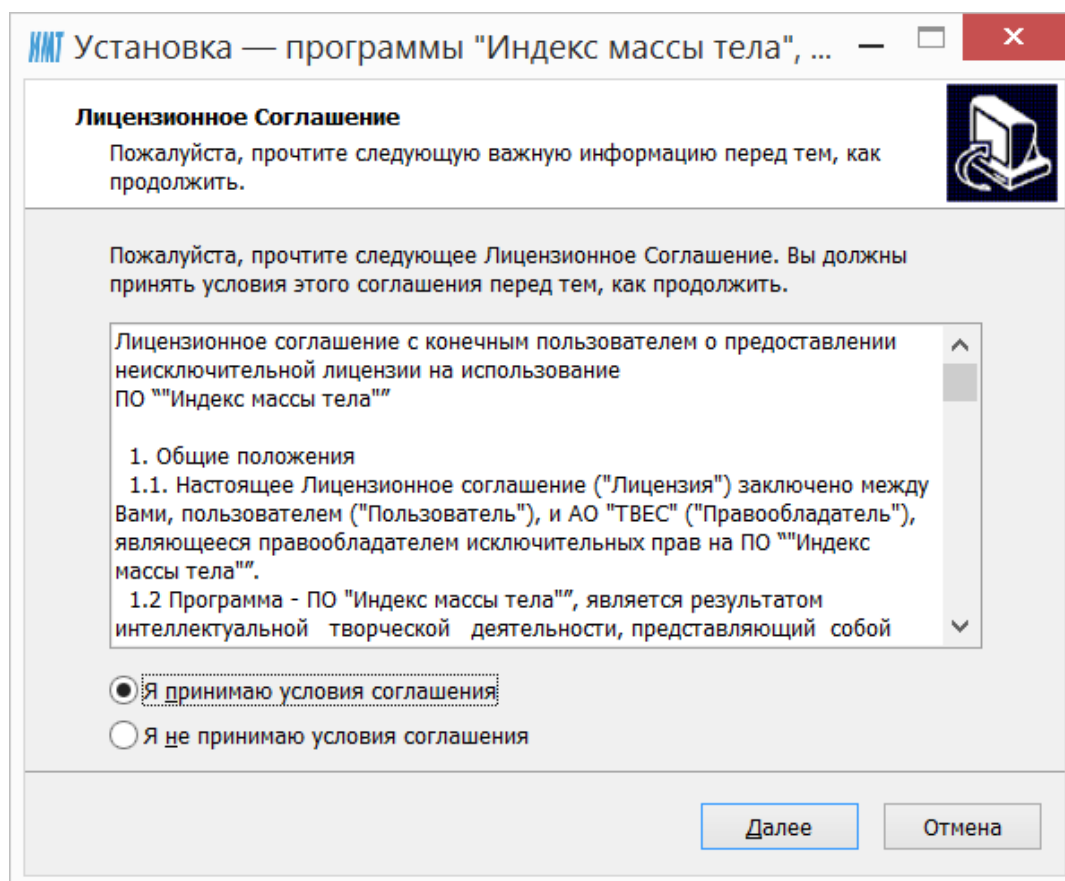 ИМТ Установка — программы "Индекс массы тела", ...
Лицензионное Соглашение
Пожалуйста, прочтите следующую важную информацию перед тем, как
продолжить.
Пожалуйста, прочтите следующее Лицензионное Соглашение. Вы должны
принять условия этого соглашения перед тем, как продолжить.
Лицензионное соглашение с конечным пользователем о предоставлении
неисключительной лицензии на использование
ПО “"Индекс массы тела"”
1. Общие положения
1.1. Настоящее Лицензионное соглашение ("Лицензия") заключено между
Вами, пользователем ("Пользователь"), и АО "ТВЕС" ("Правообладатель"),
являющееся правообладателем исключительных прав на ПО “"Индекс
массы тела"”.
1.2 Программа - ПО "Индекс массы тела"”, является результатом
интеллектуальной творческой деятельности, представляющий собой
Я принимаю условия соглашения
Я не принимаю условия соглашения
Далее
Отмена